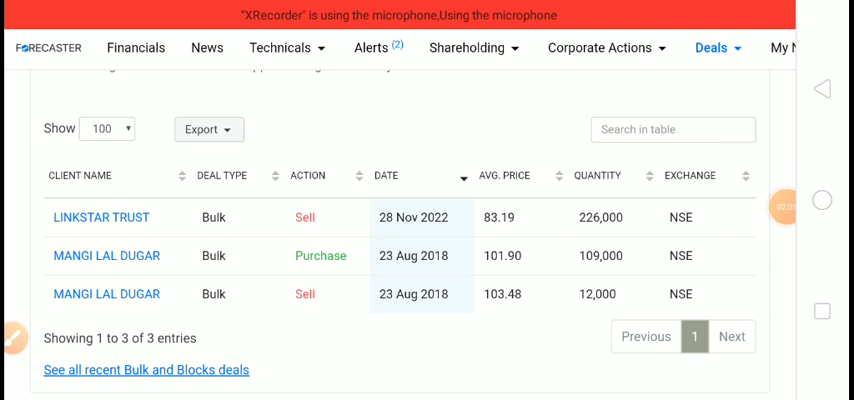 "XRecorder" is using the microphone,Using the microphone
FORECASTER Financials News Technicals Alerts (2) Shareholding Corporate Actions Deals My
Show 100 Export Search in table
CLIENT NAME DEAL TYPE ACTION DATE AVG. PRICE QUANTITY EXCHANGE
LINKSTAR TRUST Bulk Sell 28 Nov 2022 83.19 226,000 NSE
MANGI LAL DUGAR Bulk Purchase 23 Aug 2018 101.90 109,000 NSE
MANGI LAL DUGAR Bulk Sell 23 Aug 2018 103.48 12,000 NSE
Showing 1 to 3 of 3 entries Previous 1 Next
See all recent Bulk and Blocks deals